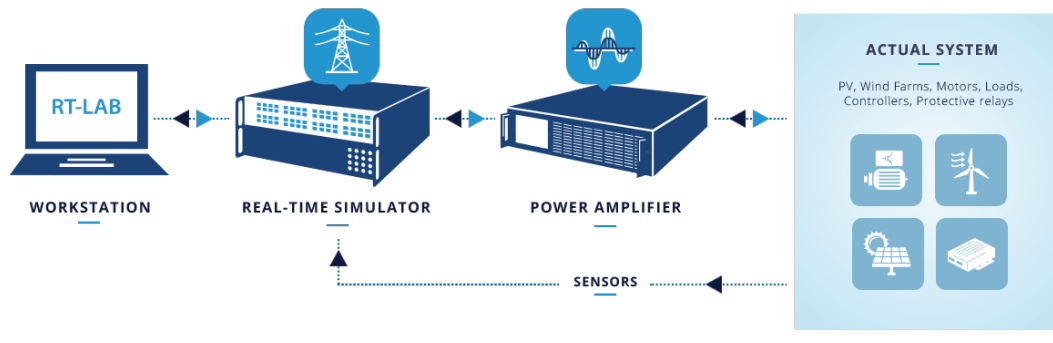 RT-LAB
WORKSTATION
REAL-TIME SIMULATOR
POWER AMPLIFIER
SENSORS
ACTUAL SYSTEM
PV, Wind Farms, Motors, Loads,
Controllers, Protective relays